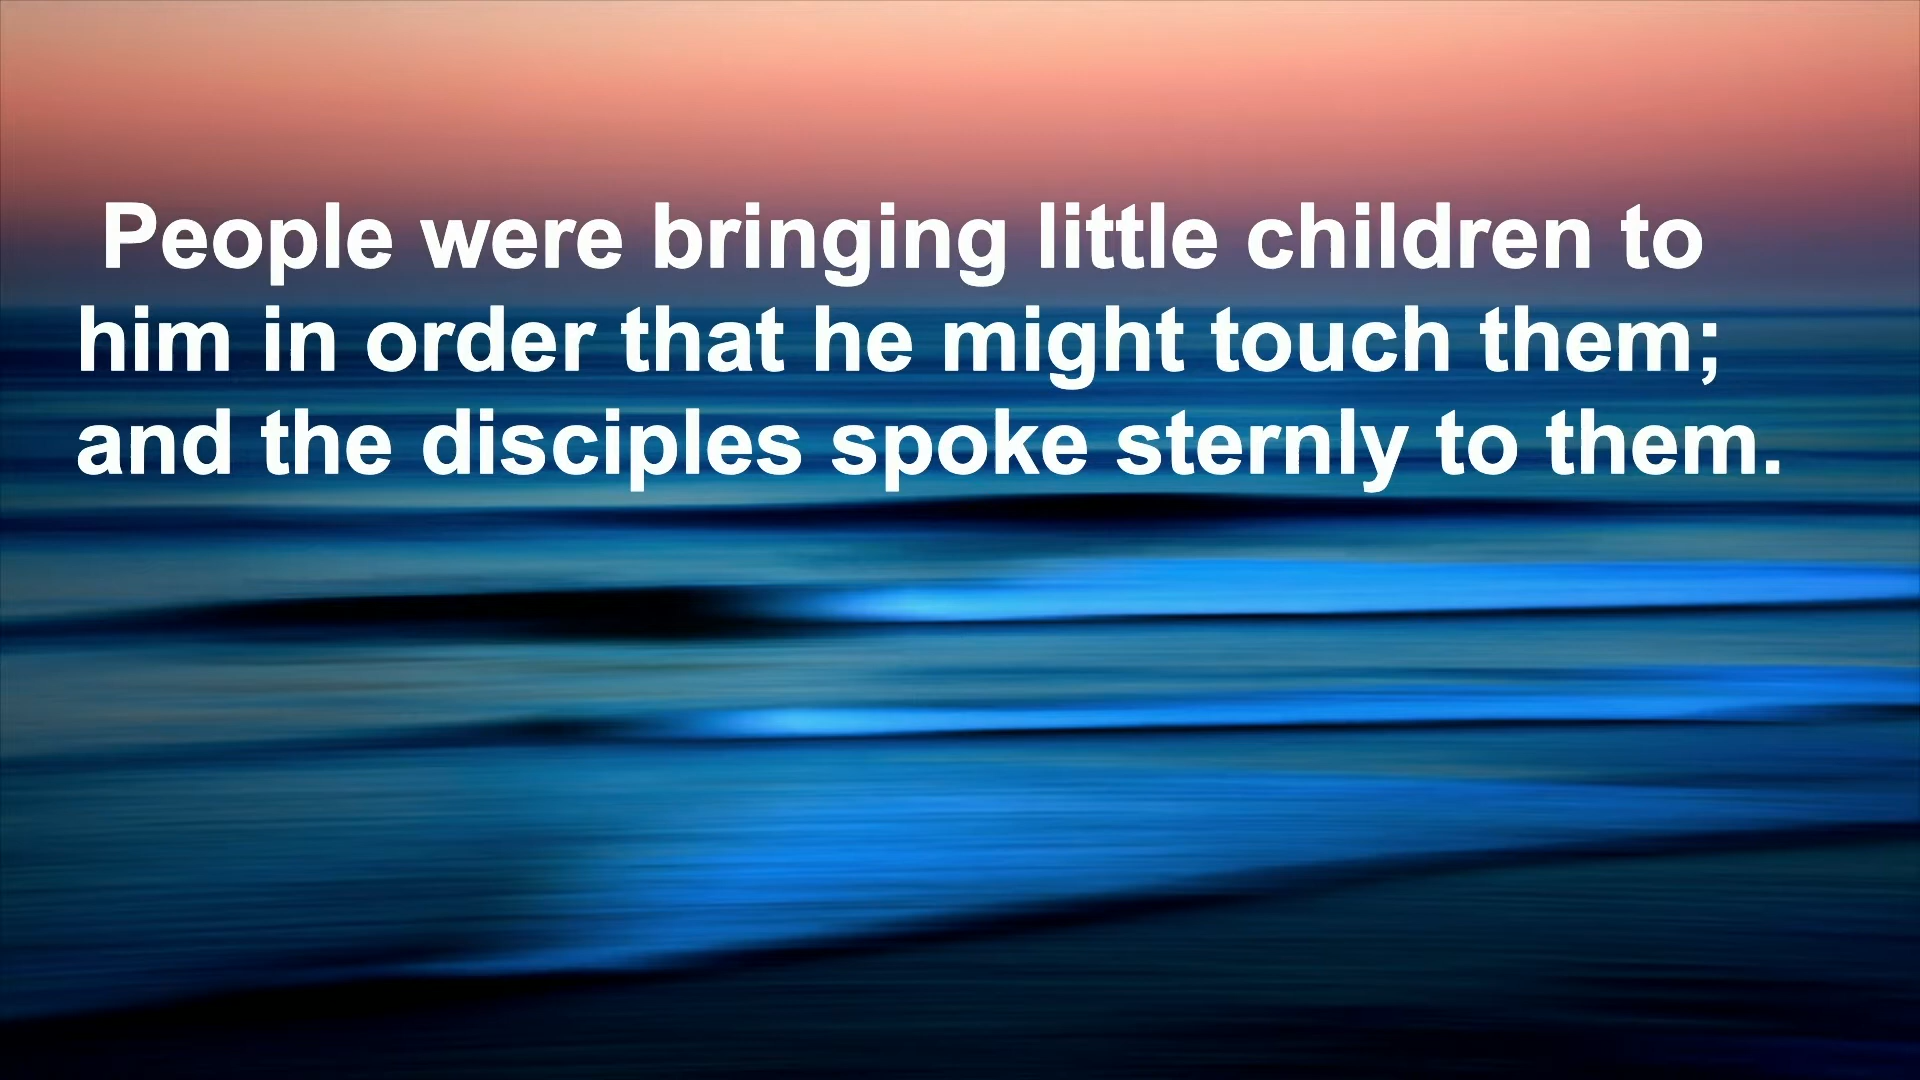 People were bringing little children to
him in order that he might touch them;
and the disciples spoke sternly to them.